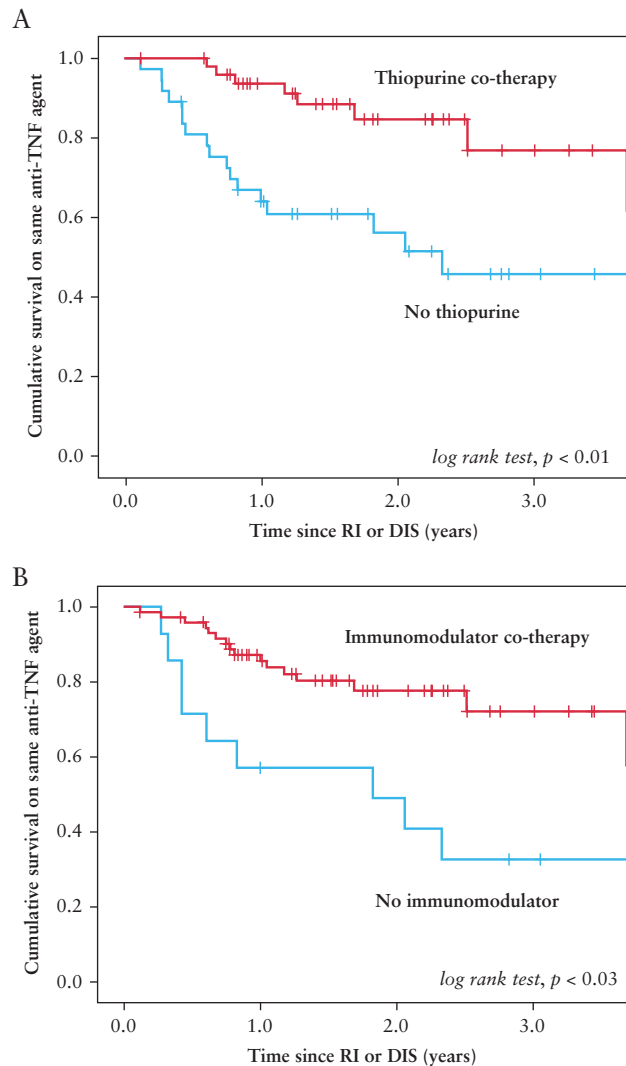 A
Cumulative survival on same anti-TNF agent
1.0
0.8
0.6
0.4
0.2
0.0
Thiopurine co-therapy
No thiopurine
log rank test, p < 0.01
0.0 1.0 2.0 3.0
Time since RI or DIS (years)
B
Cumulative survival on same anti-TNF agent
1.0
0.8
0.6
0.4
0.2
0.0
Immunomodulator co-therapy
No immunomodulator
log rank test, p < 0.03
0.0 1.0 2.0 3.0
Time since RI or DIS (years)